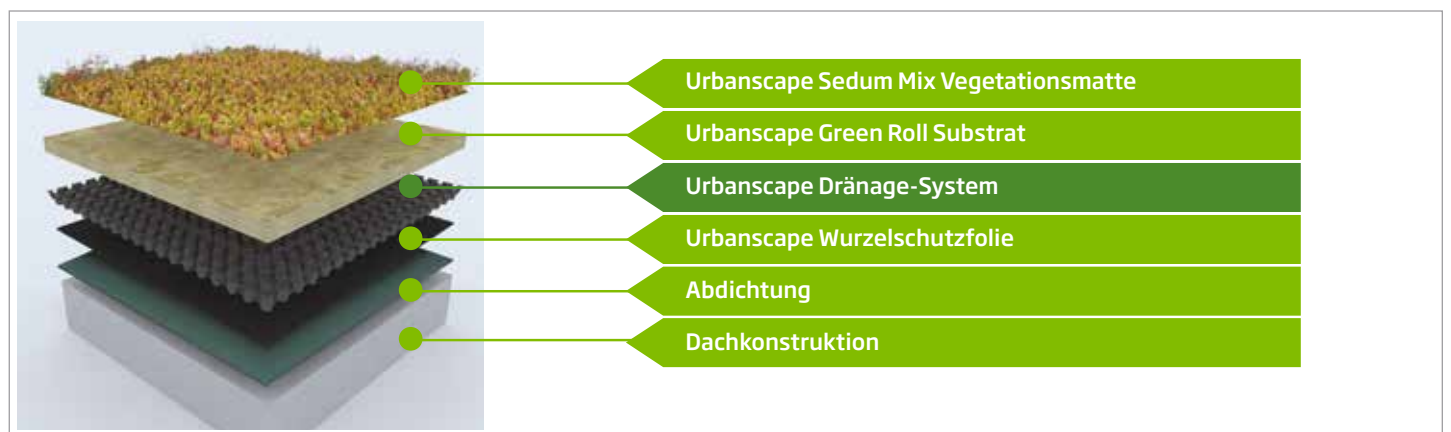 Urbanscape Sedum Mix Vegetationsmatte
Urbanscape Green Roll Substrat
Urbanscape Dränage-System
Urbanscape Wurzelschutzfolie
Abdichtung
Dachkonstruktion